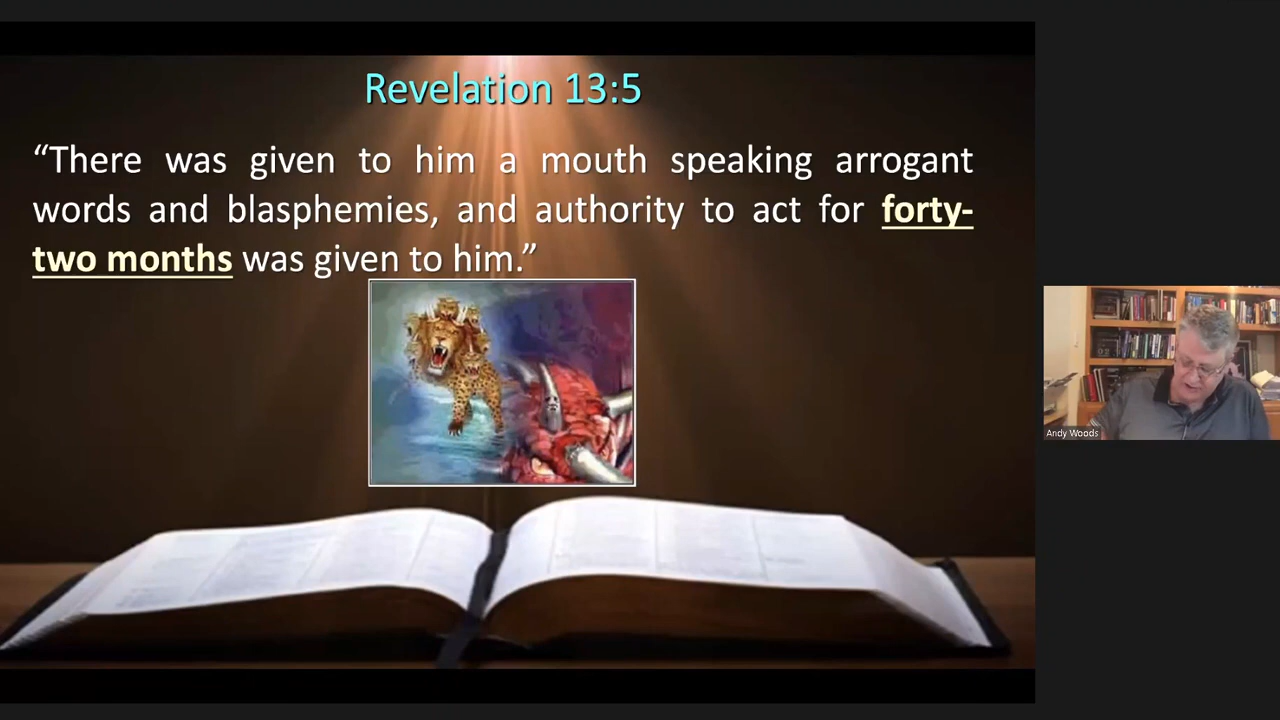 Revelation 13:5
“There was given to him a mouth speaking arrogant
words and blasphemies, and authority to act for forty-
two months was given to him.”
Andy Woods